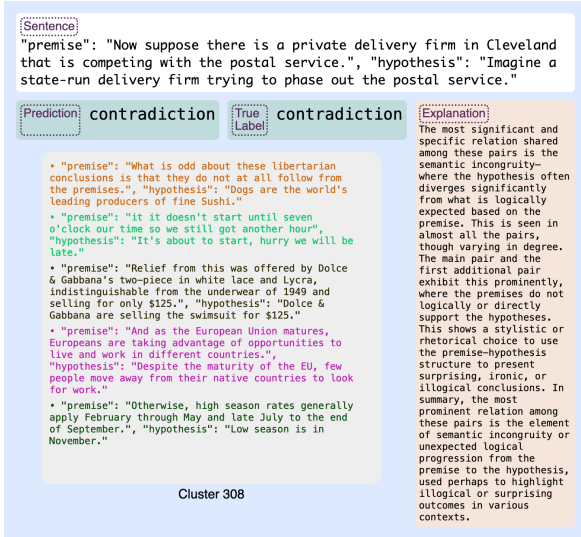 Sentence
"premise": "Now suppose there is a private delivery firm in Cleveland
that is competing with the postal service.", "hypothesis": "Imagine a
state-run delivery firm trying to phase out the postal service."
Prediction
contradiction
True
Label
contradiction
• "premise": "What is odd about these libertarian
conclusions is that they do not at all follow from
the premises.", "hypothesis": "Dogs are the world's
leading producers of fine Sushi."
• "premise": "it it doesn't start until seven
o'clock our time so we still got another hour",
"hypothesis": "It's about to start, hurry we will be
late."
• "premise": "Relief from this was offered by Dolce
& Gabbana's two-piece in white lace and Lycra,
indistinguishable from the underwear of 1949 and
selling for only $125.", "hypothesis": "Dolce &
Gabbana are selling the swimsuit for $125."
• "premise": "And as the European Union matures,
Europeans are taking advantage of opportunities to
live and work in different countries.",
"hypothesis": "Despite the maturity of the EU, few
people move away from their native countries to look
for work."
• "premise": "Otherwise, high season rates generally
apply February through May and late July to the end
of September.", "hypothesis": "Low season is in
November."
Cluster 308
Explanation
The most significant and
specific relation shared
among these pairs is the
semantic incongruity—
where the hypothesis often
diverges significantly
from what is logically
expected based on the
premise. This is seen in
almost all the pairs,
though varying in degree.
The main pair and the
first additional pair
exhibit this prominently,
where the premises do not
logically or directly
support the hypotheses.
This shows a stylistic or
rhetorical choice to use
the premise-hypothesis
structure to present
surprising, ironic, or
illogical conclusions. In
summary, the most
prominent relation among
these pairs is the element
of semantic incongruity or
unexpected logical
progression from the
premise to the hypothesis,
used perhaps to highlight
illogical or surprising
outcomes in various
contexts.